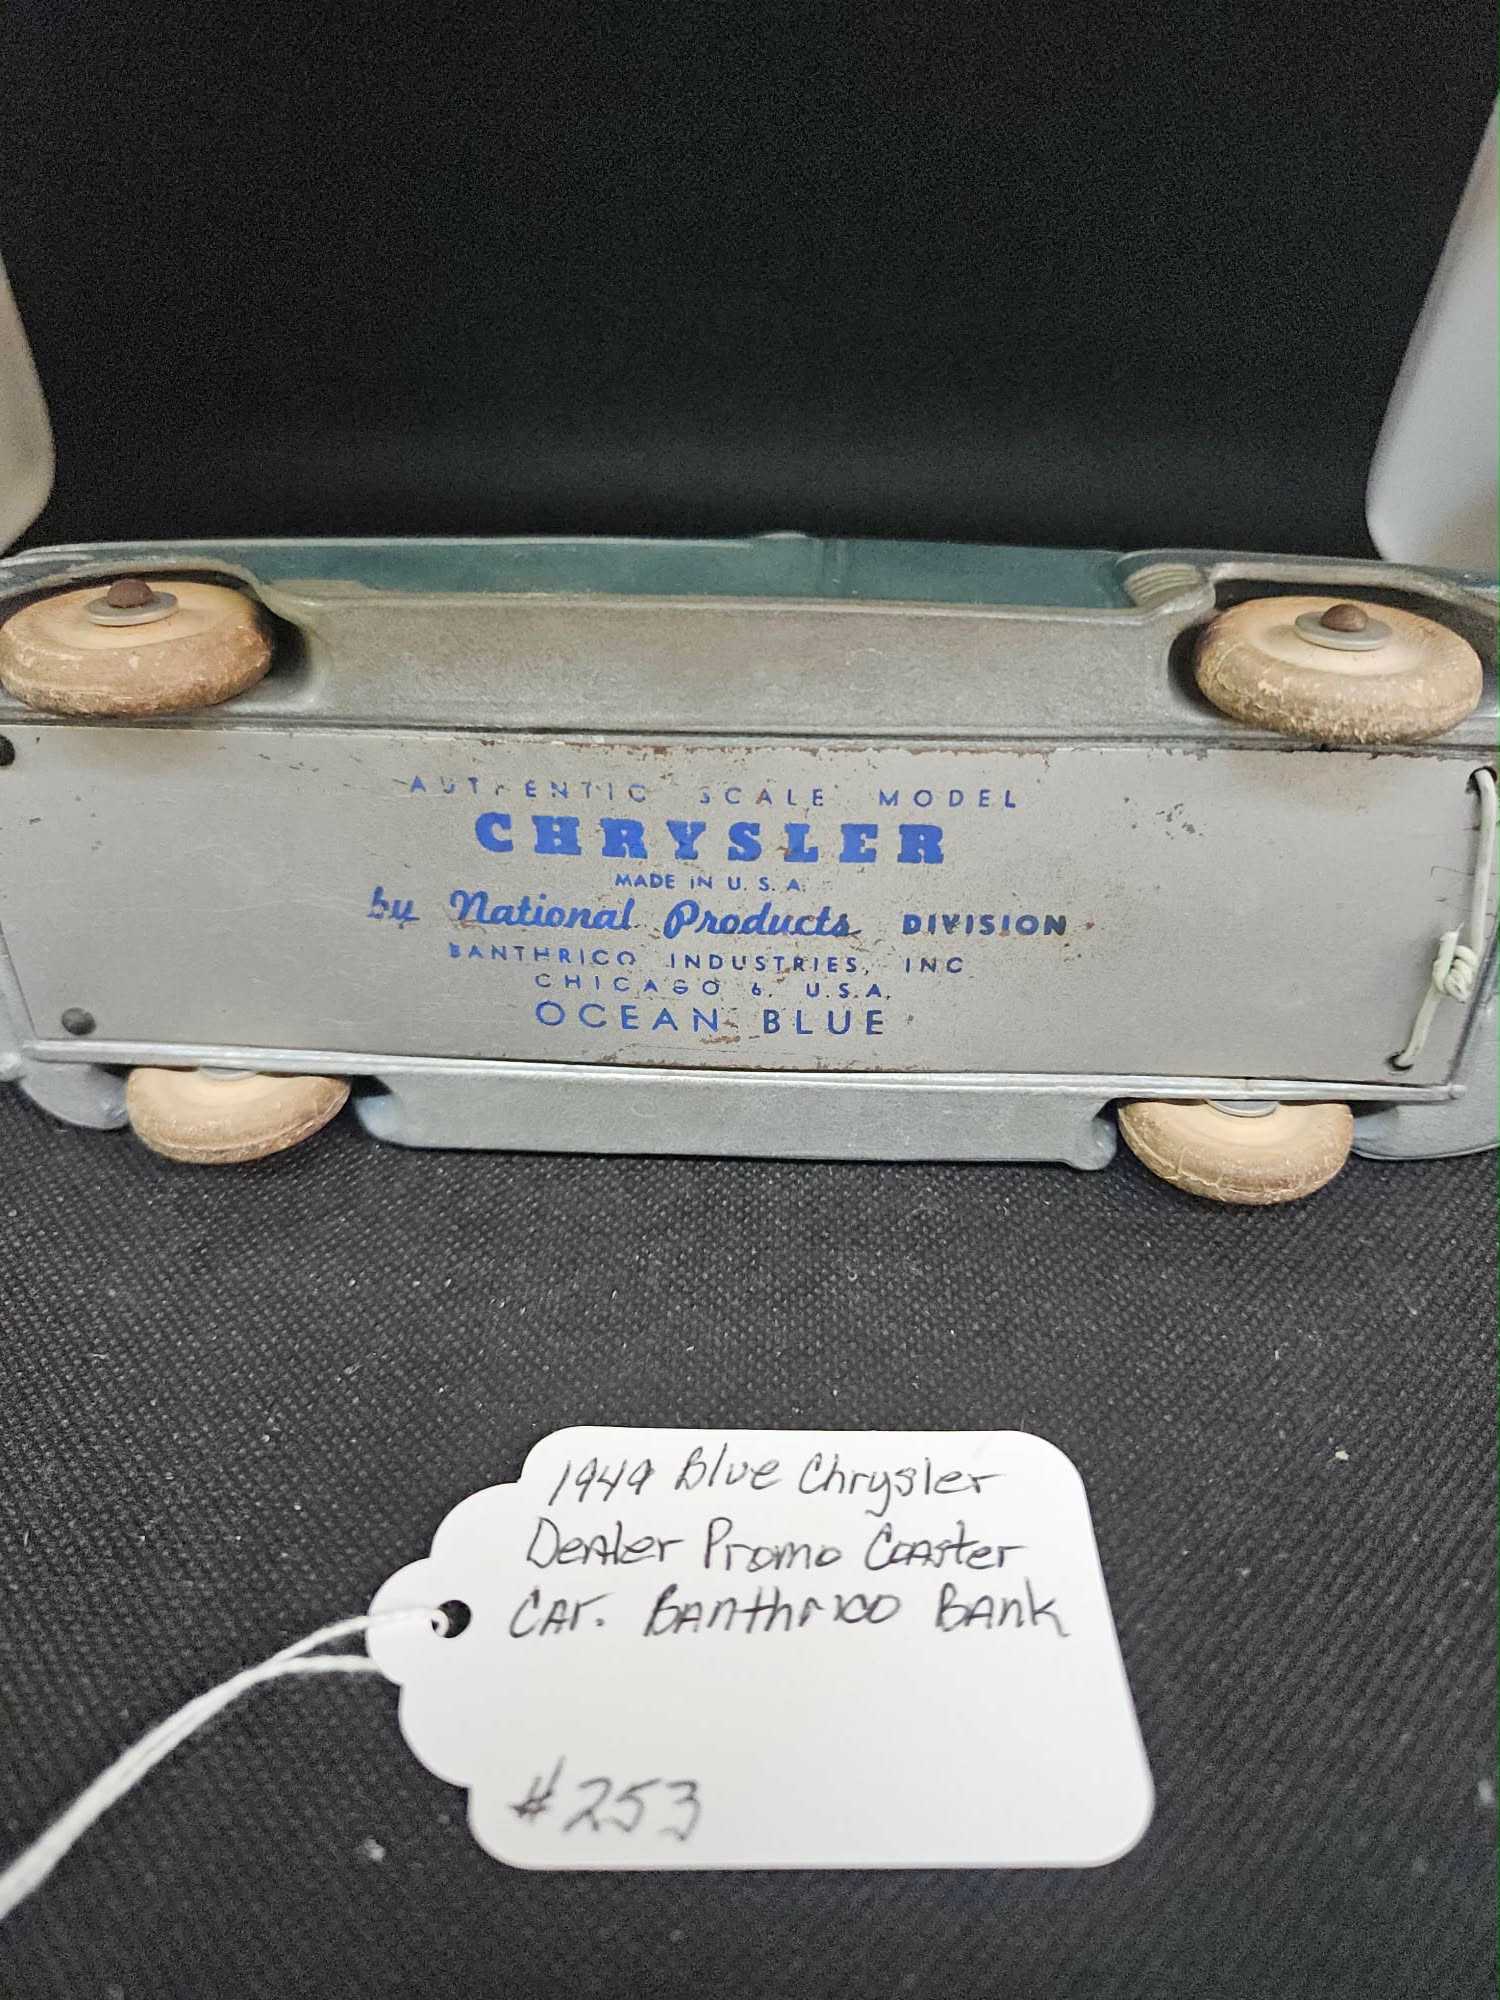 AUTHENTIC SCALE MODEL
CHRYSLER
MADE IN U.S.A.
by National Products DIVISION
BANTHRICO INDUSTRIES, INC
CHICAGO 6, U.S.A.
OCEAN BLUE
1949 Blue Chrysler
Dealer Promo Coaster
Car. Banthrico Bank
#253